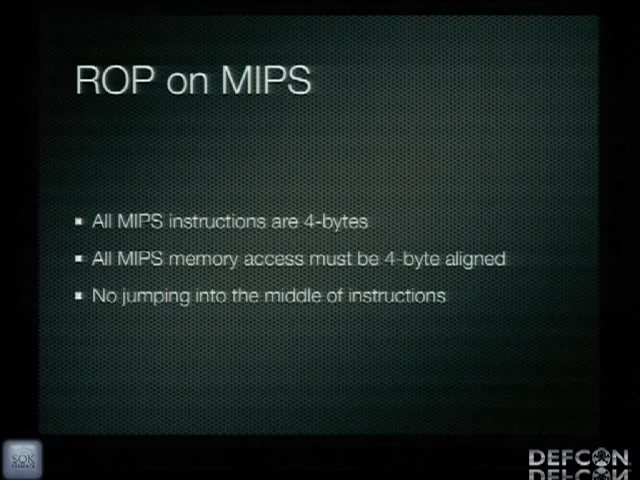 ROP on MIPS
All MIPS instructions are 4-bytes
All MIPS memory access must be 4-byte aligned
No jumping into the middle of instructions
SOK
DEFCON